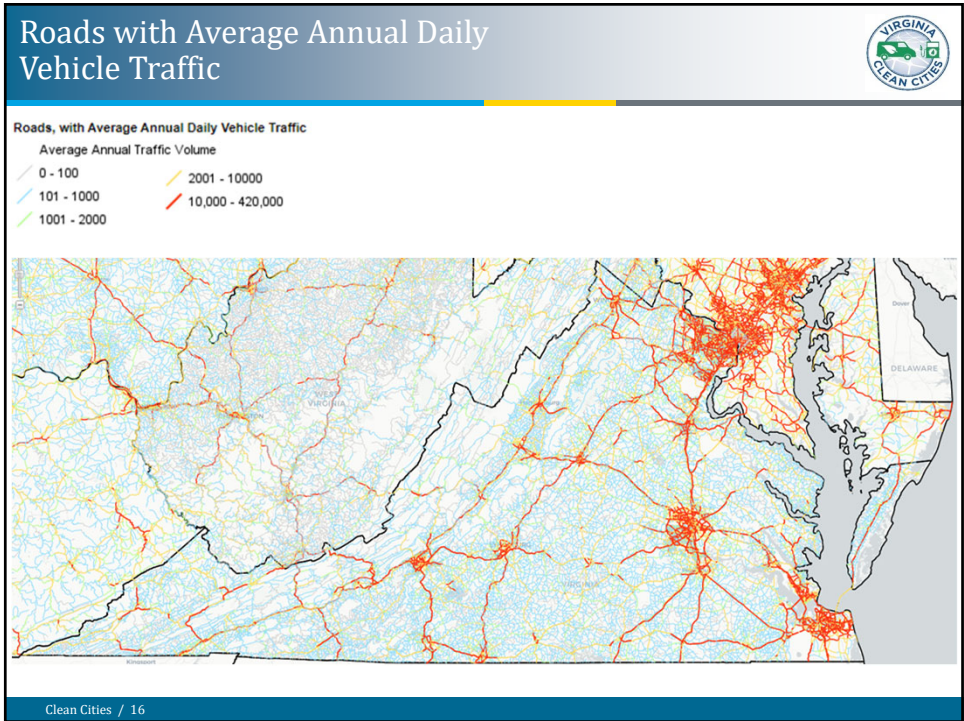 Roads with Average Annual Daily
Vehicle Traffic
VIRGINIA
CLEAN CITIES
Roads, with Average Annual Daily Vehicle Traffic
Average Annual Traffic Volume
0 - 100
101 - 1000
1001 - 2000
2001 - 10000
10,000 - 420,000
Dover
DELAWARE
WEST
VIRGINIA
VIRGINIA
Kingsport
Clean Cities / 16